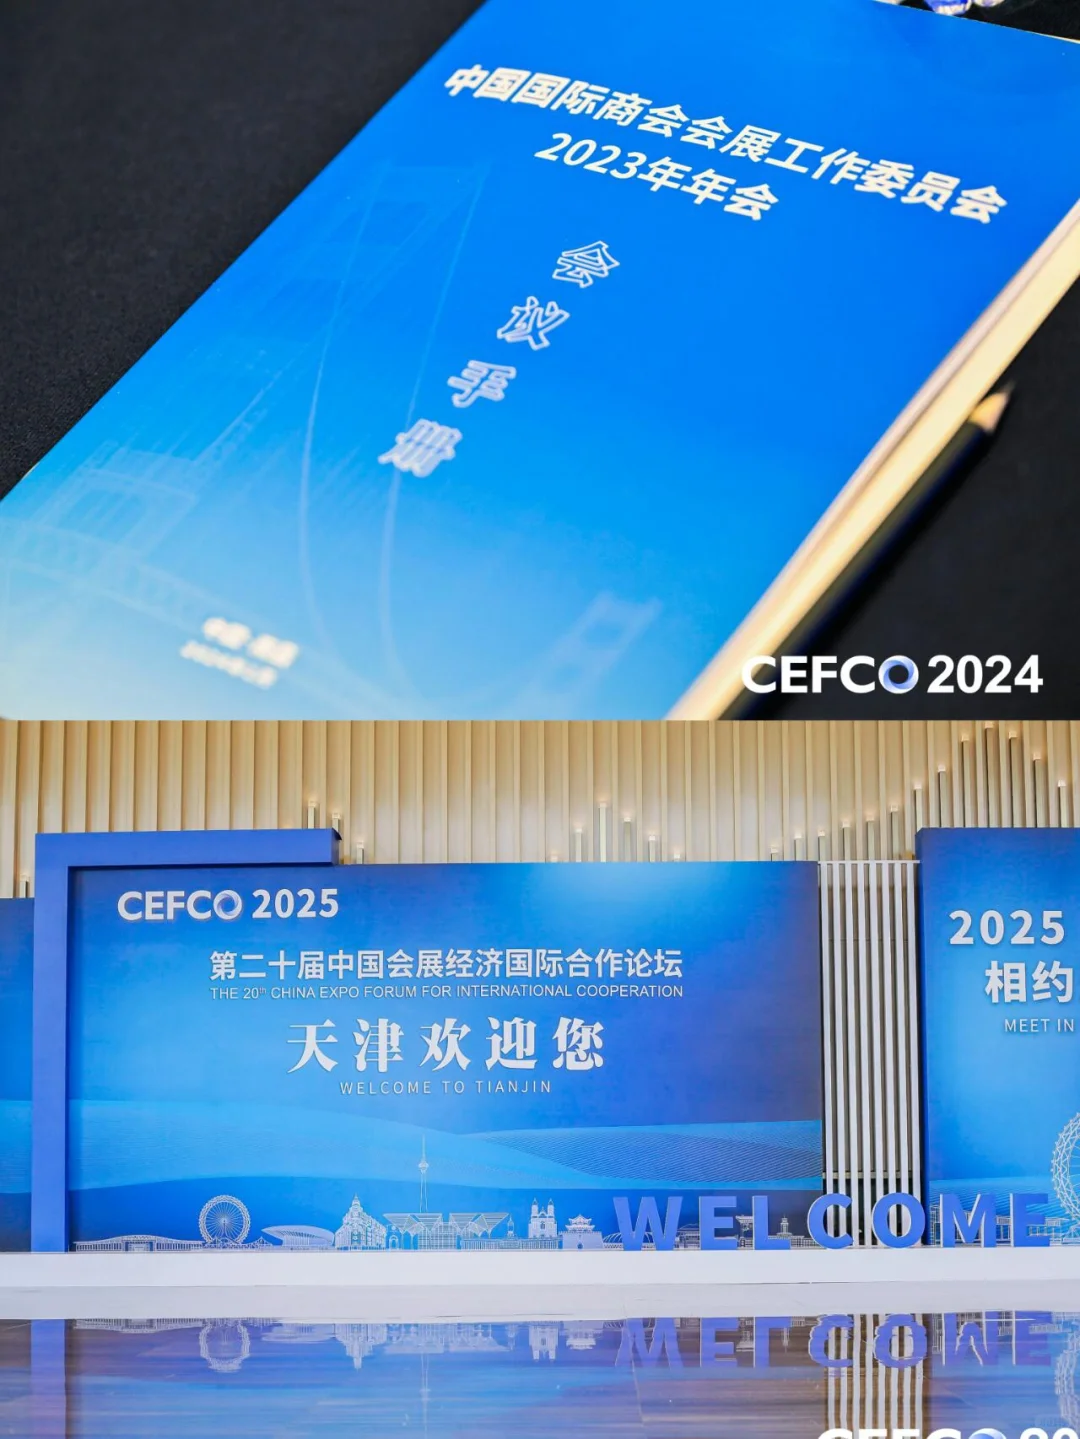 中国国际商会会展工作委员会
2023年年会
会议手册
CEFCO 2024
CEFCO 2025
第二十届中国会展经济国际合作论坛
THE 20th CHINA EXPO FORUM FOR INTERNATIONAL COOPERATION
天津欢迎您
WELCOME TO TIANJIN
2025
相约
MEET IN
WELCOME